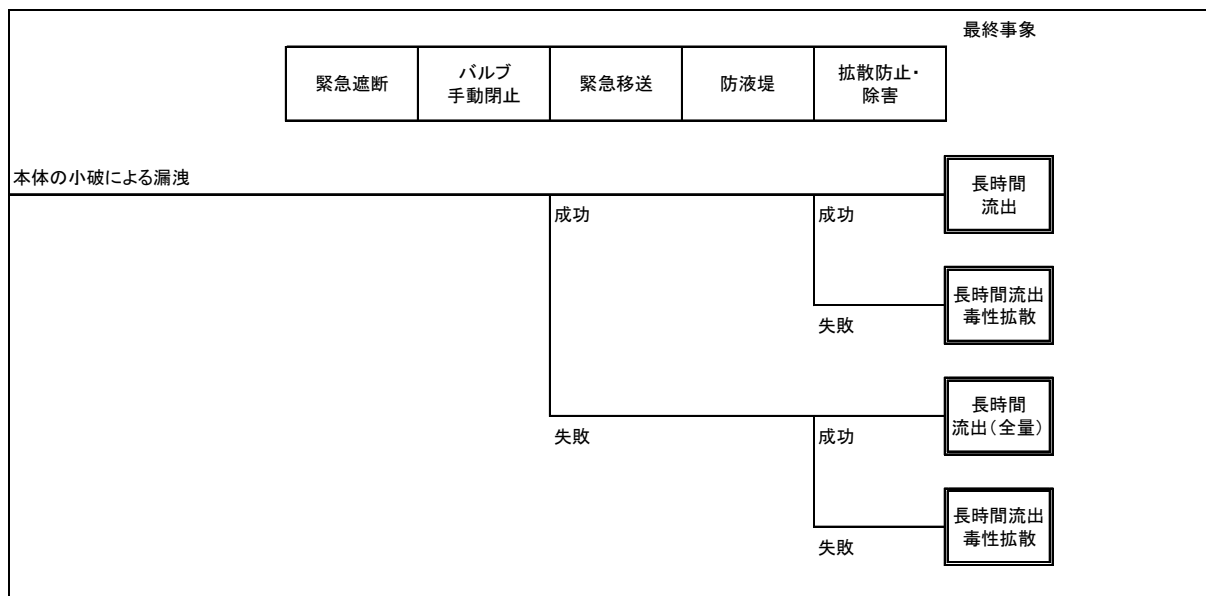 最終事象
緊急遮断
バルブ
手動閉止
緊急移送
防液堤
拡散防止・
除害
本体の小破による漏洩
長時間
流出
成功
成功
長時間流出
毒性拡散
失敗
長時間
流出(全量)
失敗
成功
長時間流出
毒性拡散
失敗